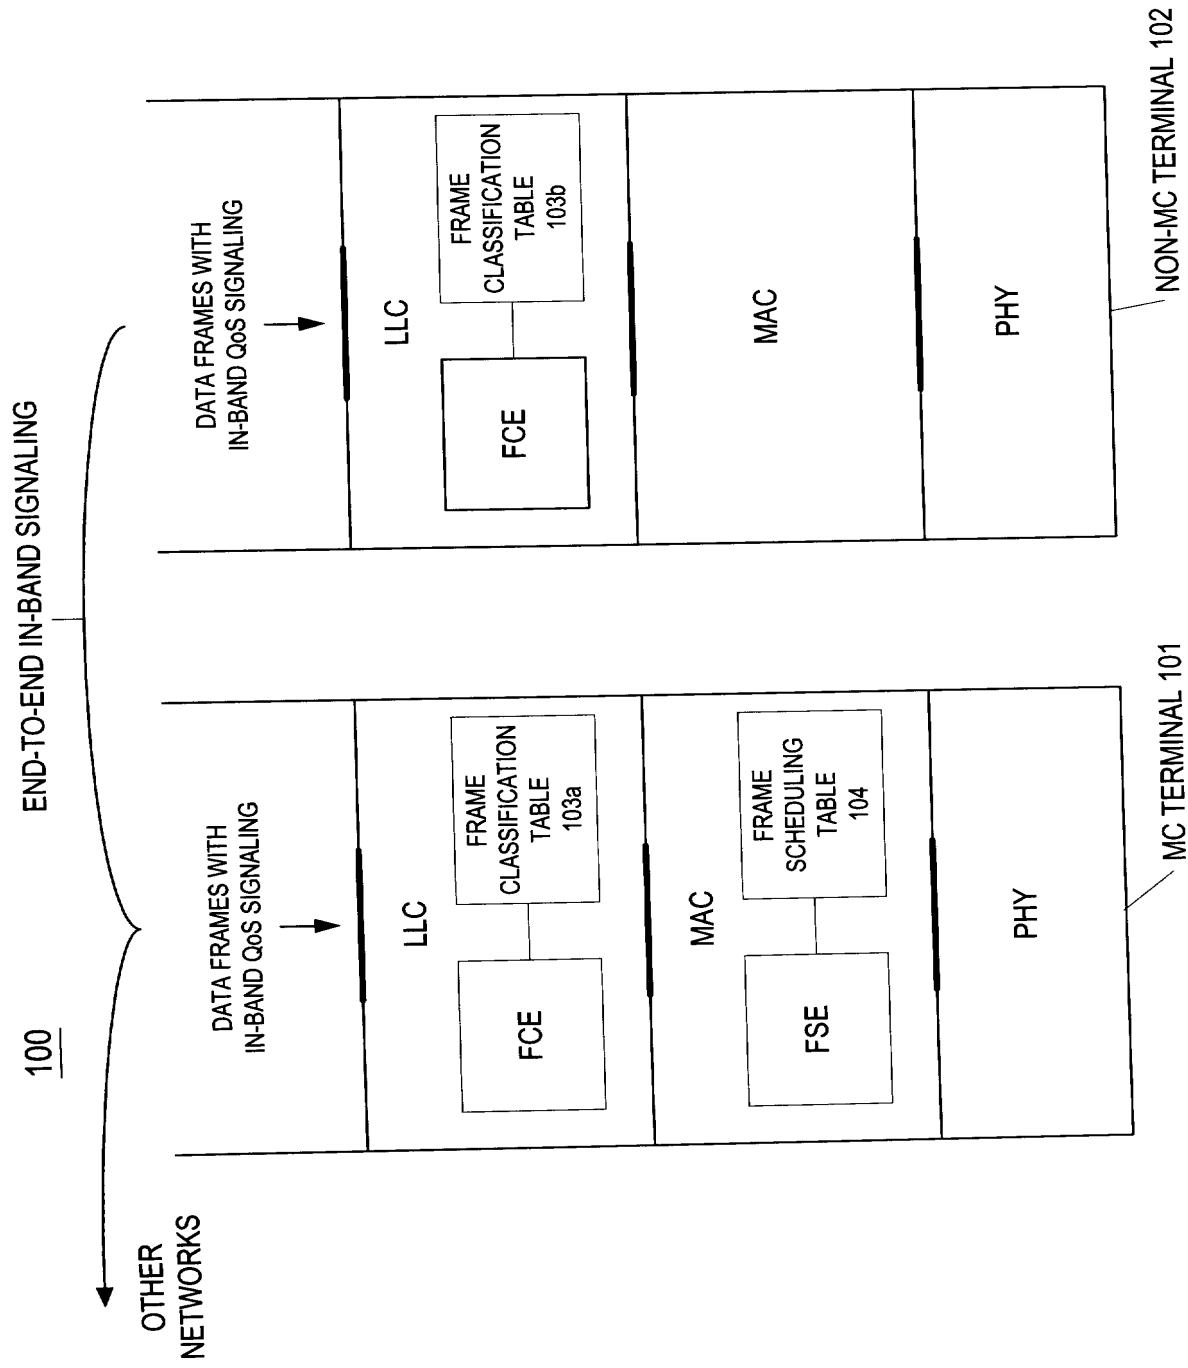 100
END-TO-END IN-BAND SIGNALING
OTHER
NETWORKS
DATA FRAMES WITH
IN-BAND QoS SIGNALING
LLC
FCE
FRAME
CLASSIFICATION
TABLE
103a
MAC
FSE
FRAME
SCHEDULING
TABLE
104
PHY
MC TERMINAL 101
DATA FRAMES WITH
IN-BAND QoS SIGNALING
LLC
FCE
FRAME
CLASSIFICATION
TABLE
103b
MAC
PHY
NON-MC TERMINAL 102